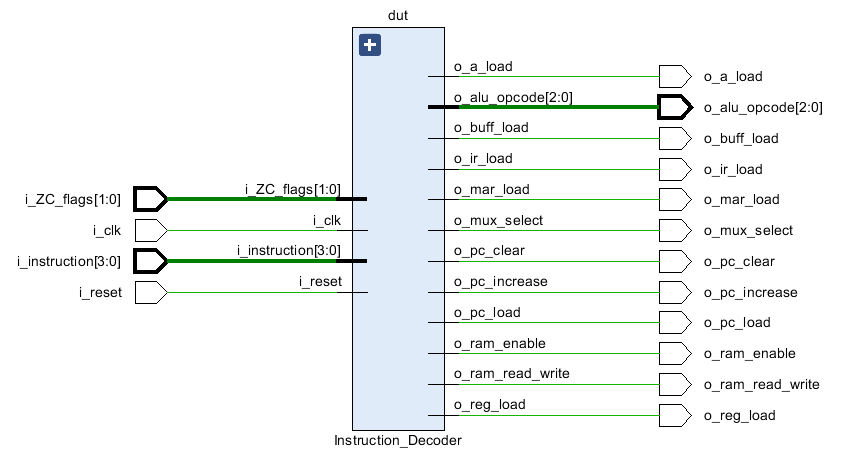 dut
o_a_load o_a_load
o_alu_opcode[2:0] o_alu_opcode[2:0]
o_buff_load o_buff_load
o_ir_load o_ir_load
i_ZC_flags[1:0] i_ZC_flags[1:0] o_mar_load o_mar_load
i_clk i_clk o_mux_select o_mux_select
i_instruction[3:0] i_instruction[3:0] o_pc_clear o_pc_clear
i_reset i_reset o_pc_increase o_pc_increase
o_pc_load o_pc_load
o_ram_enable o_ram_enable
o_ram_read_write o_ram_read_write
o_reg_load o_reg_load
Instruction_Decoder